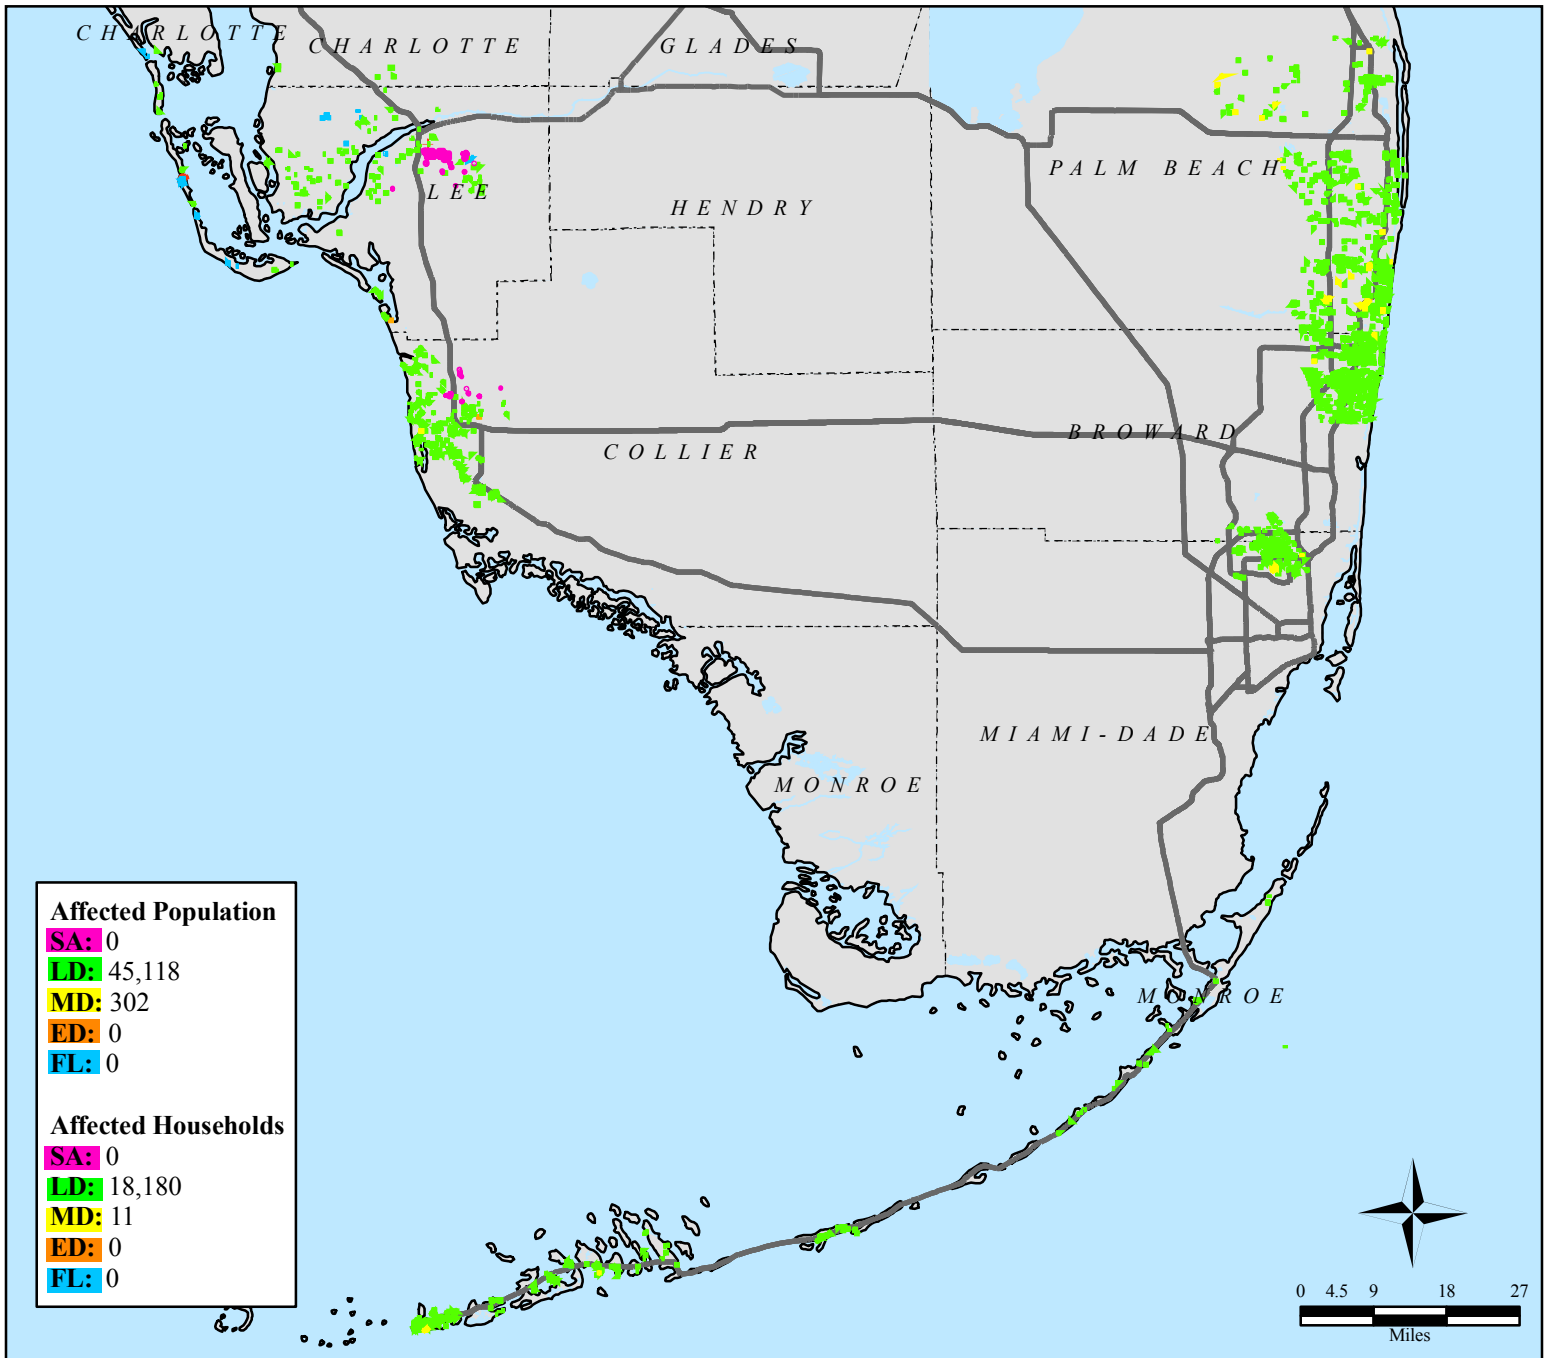 CHARLOTTE
CHARLOTTE
GLADES
PALM BEACH
LEE
HENDRY
BROWARD
COLLIER
MIAMI-DADE
MONROE
MONROE
Affected Population
SA: 0
LD: 45,118
MD: 302
ED: 0
FL: 0
Affected Households
SA: 0
LD: 18,180
MD: 11
ED: 0
FL: 0
0 4.5 9 18 27
Miles